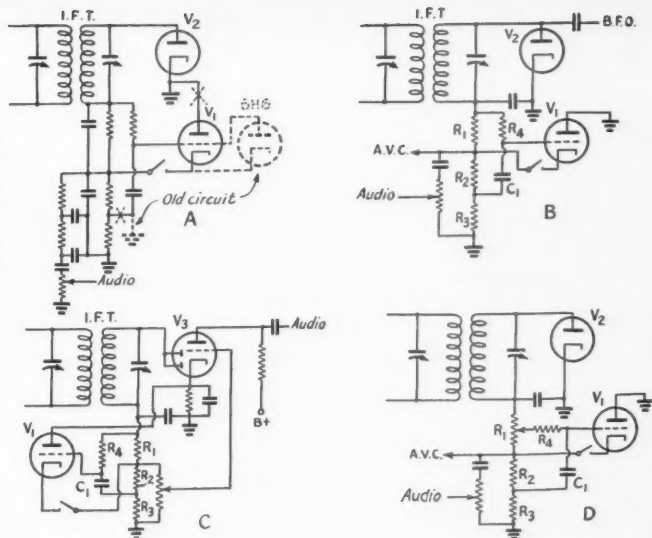 I.F.T.
V2
6H6
V1
Old circuit
A
Audio
I.F.T
B.F.O.
V2
V1
R1
R4
A.V.C.
R2
C1
Audio
R3
B
I.F.T.
V3
Audio
B+
V1
R4
R1
C1
R2
R3
C
V2
V1
R1
R4
A.V.C.
R2
C1
Audio
R3
D